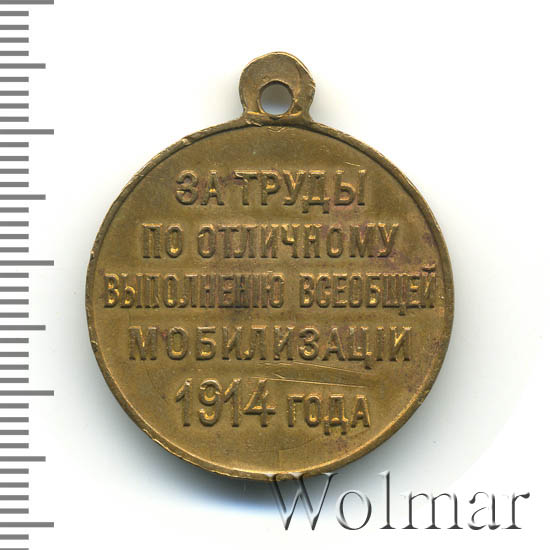 ЗА ТРУДЫ
ПО ОТЛИЧНОМУ
ВЫПОЛНЕНІЮ ВСЕОБЩЕЙ
МОБИЛИЗАЦІИ
1914 ГОДА
Wolmar